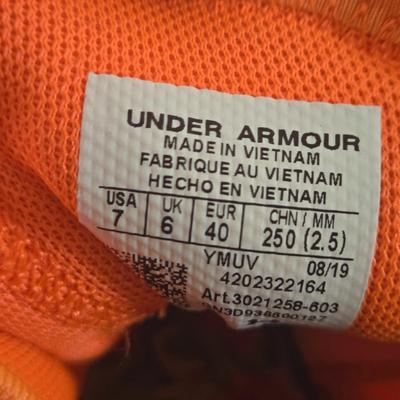 UNDER ARMOUR
MADE IN VIETNAM
FABRIQUE AU VIETNAM
HECHO EN VIETNAM
USA UK EUR CHN / MM
7 6 40 250 (2.5)
YMUV 08/19
4202322164
Art.3021258-603